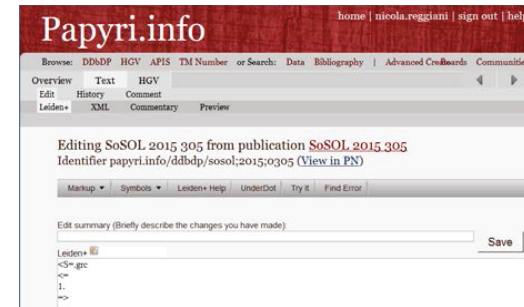 Papyri.info
home | nicola.reggiani | sign out | help
Browse: DDbDP HGV APIS TM Number or Search: Data Bibliography | Advanced Communitie
Overview Text HGV
Edit History Comment
Leiden+ XML Commentary Preview
Editing SoSOL 2015 305 from publication SoSOL 2015 305
Identifier papyri.info/ddbdp/sosol;2015;0305 (View in PN)
Markup Symbols Leiden+ Help UnderDot Try it Find Error
Edit summary (Briefly describe the changes you have made):
Save
Leiden+
<S=.grc
<=
1.
=>